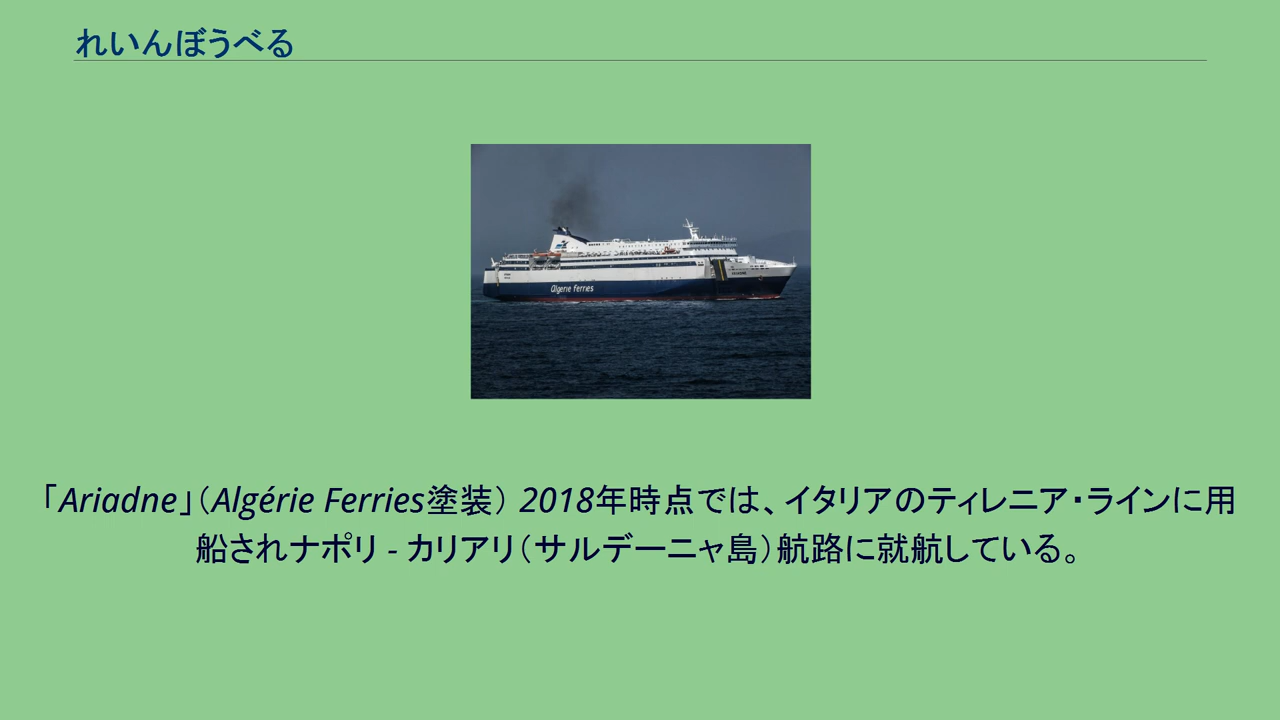 れいんぼうべる
Algerie ferries
「Ariadne」（Algérie Ferries塗装） 2018年時点では、イタリアのティレニア・ラインに用
船されナポリ - カリアリ（サルデーニャ島）航路に就航している。